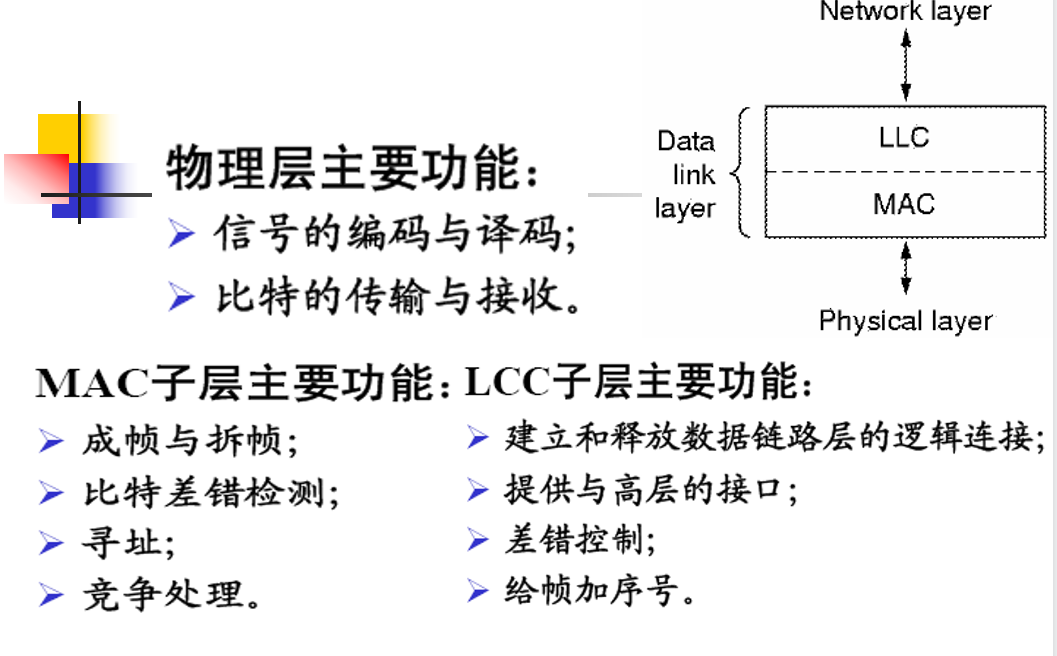 Network layer
Data
link
layer
LLC
MAC
Physical layer
物理层主要功能：
信号的编码与译码;
比特的传输与接收。
MAC子层主要功能：
成帧与拆帧;
比特差错检测;
寻址;
竞争处理。
LCC子层主要功能：
建立和释放数据链路层的逻辑连接;
提供与高层的接口;
差错控制;
给帧加序号。